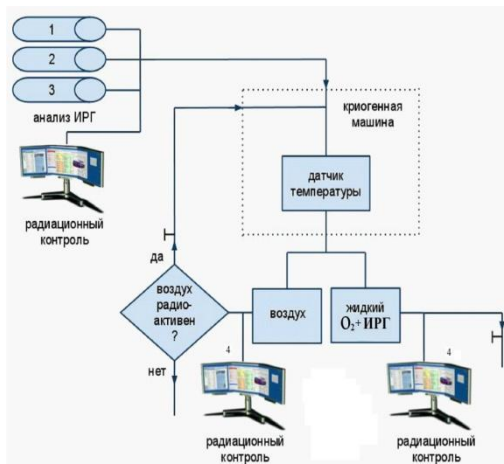 1
2
3
анализ ИРГ
радиационный
контроль
криогенная
машина
датчик
температуры
да
воздух
радио-
активен
?
нет
воздух
жидкий
O₂+ИРГ
4
4
радиационный
контроль
радиационный
контроль